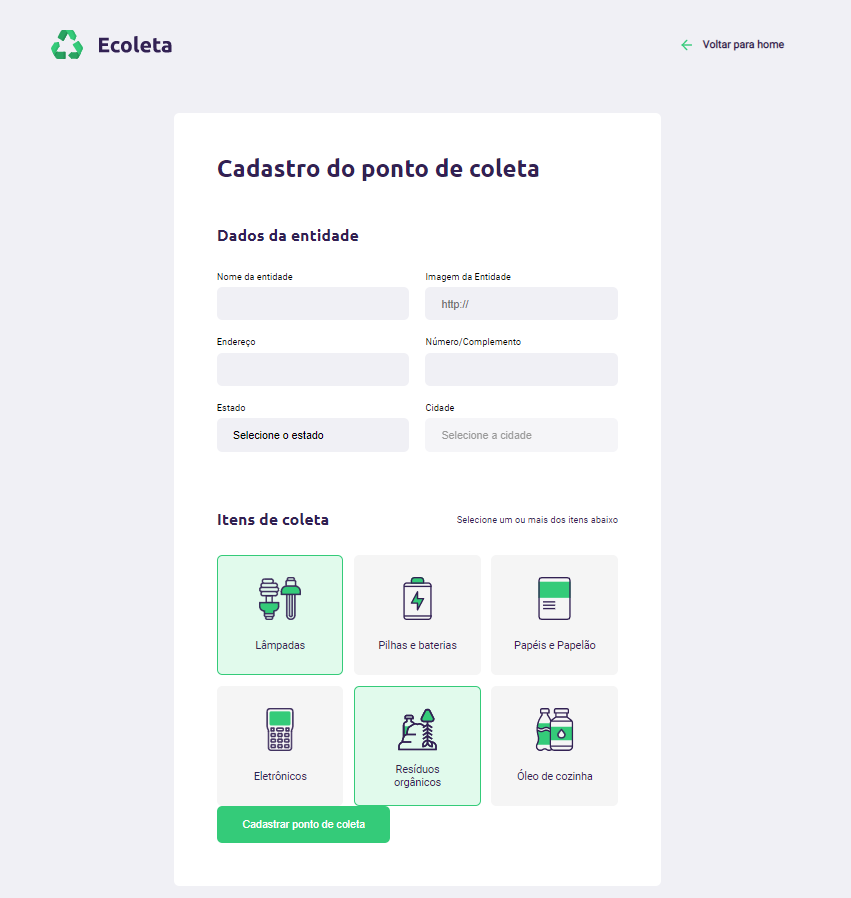 Ecoleta
Voltar para home
Cadastro do ponto de coleta
Dados da entidade
Nome da entidade
Imagem da Entidade
http://
Endereço
Número/Complemento
Estado
Cidade
Selecione o estado
Selecione a cidade
Itens de coleta
Selecione um ou mais dos itens abaixo
Lâmpadas
Pilhas e baterias
Papéis e Papelão
Eletrônicos
Resíduos
orgânicos
Óleo de cozinha
Cadastrar ponto de coleta